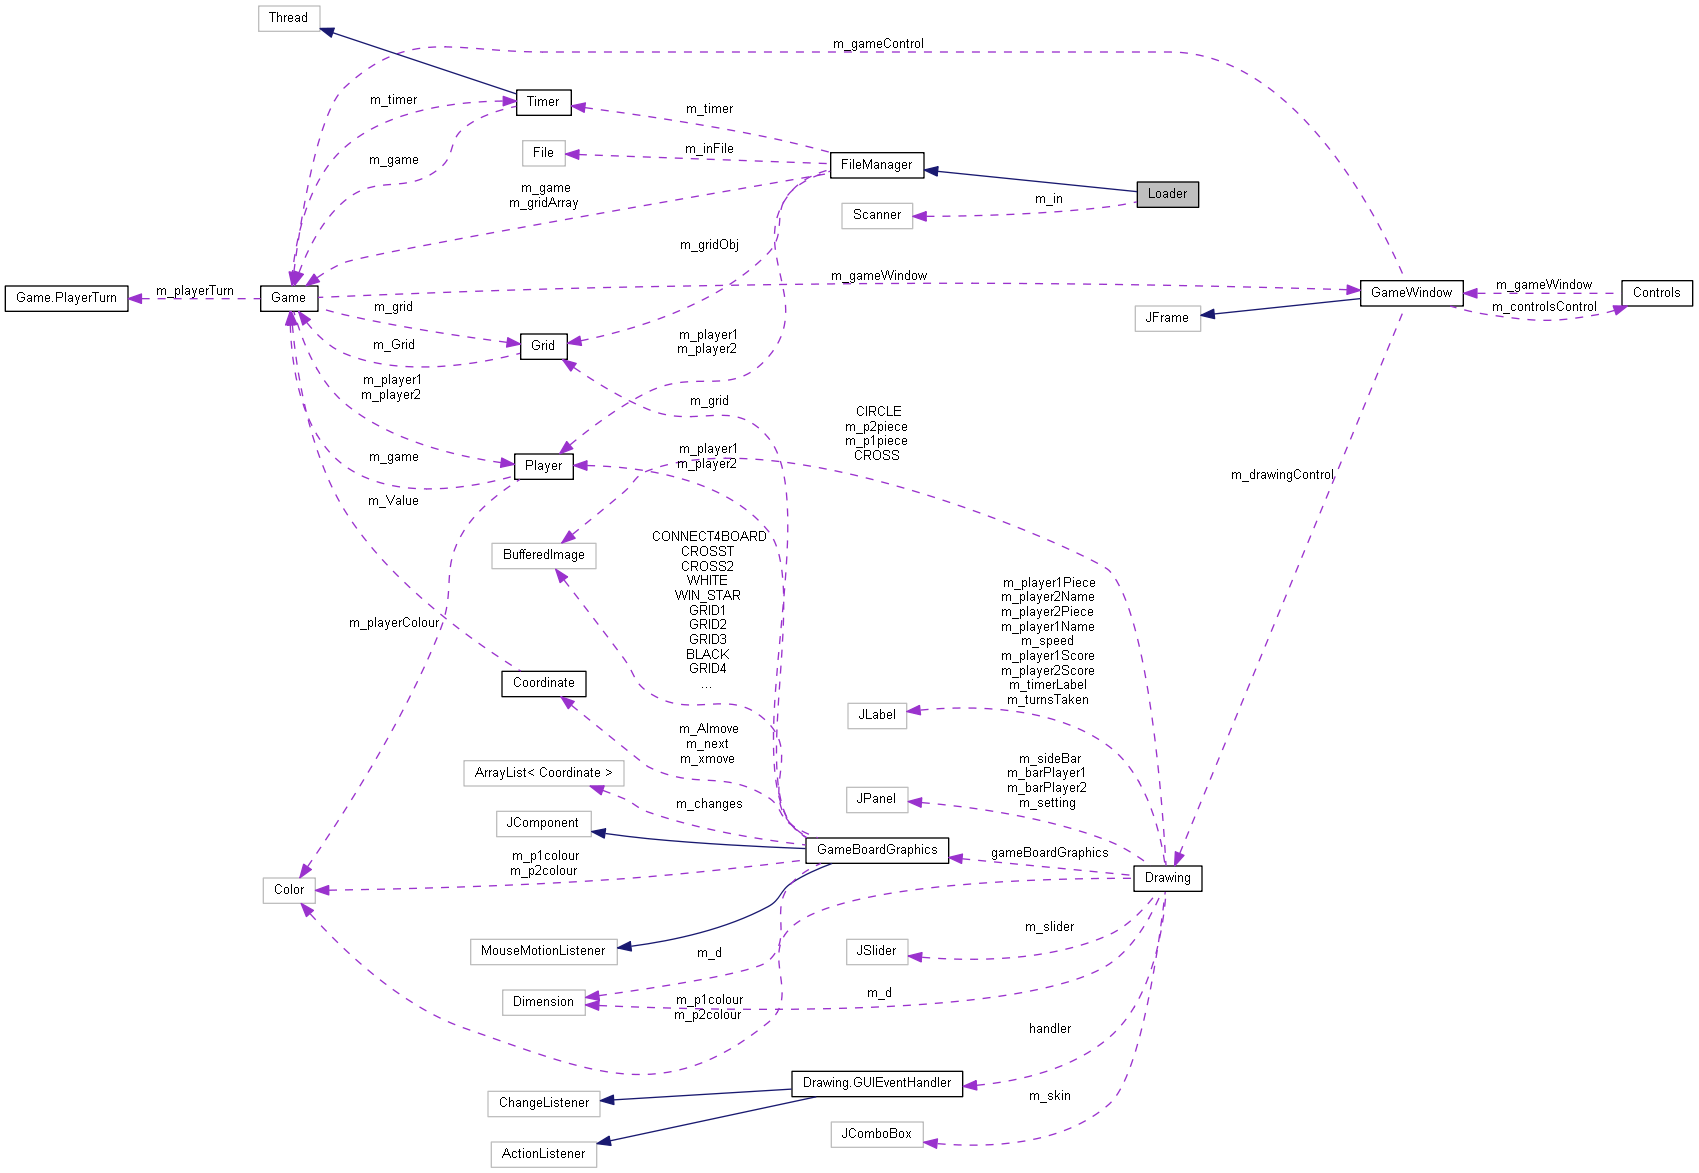 Thread
m_gameControl
m_timer
Timer
m_timer
m_game
File
m_inFile
FileManager
m_game
m_gridArray
Loader
m_in
Scanner
m_gridObj
Game.PlayerTurn
m_playerTurn
Game
m_gameWindow
GameWindow
m_gameWindow
m_controlsControl
Controls
JFrame
m_grid
m_Grid
Grid
m_player1
m_player2
m_player1
m_player2
m_grid
CIRCLE
m_p2piece
m_p1piece
CROSS
m_game
Player
m_player1
m_player2
m_drawingControl
m_Value
BufferedImage
CONNECT4BOARD
CROSST
CROSS2
WHITE
WIN_STAR
GRID1
GRID2
GRID3
BLACK
GRID4
...
m_player1Piece
m_player2Name
m_player2Piece
m_player1Name
m_speed
m_player1Score
m_player2Score
m_timerLabel
m_turnsTaken
m_playerColour
Coordinate
JLabel
m_AImove
m_next
m_xmove
ArrayList< Coordinate >
m_changes
m_sideBar
m_barPlayer1
m_barPlayer2
m_setting
JPanel
JComponent
GameBoardGraphics
gameBoardGraphics
Drawing
m_p1colour
m_p2colour
Color
MouseMotionListener
m_d
JSlider
m_slider
Dimension
m_p1colour
m_p2colour
m_d
handler
Drawing.GUIEventHandler
m_skin
ChangeListener
JComboBox
ActionListener